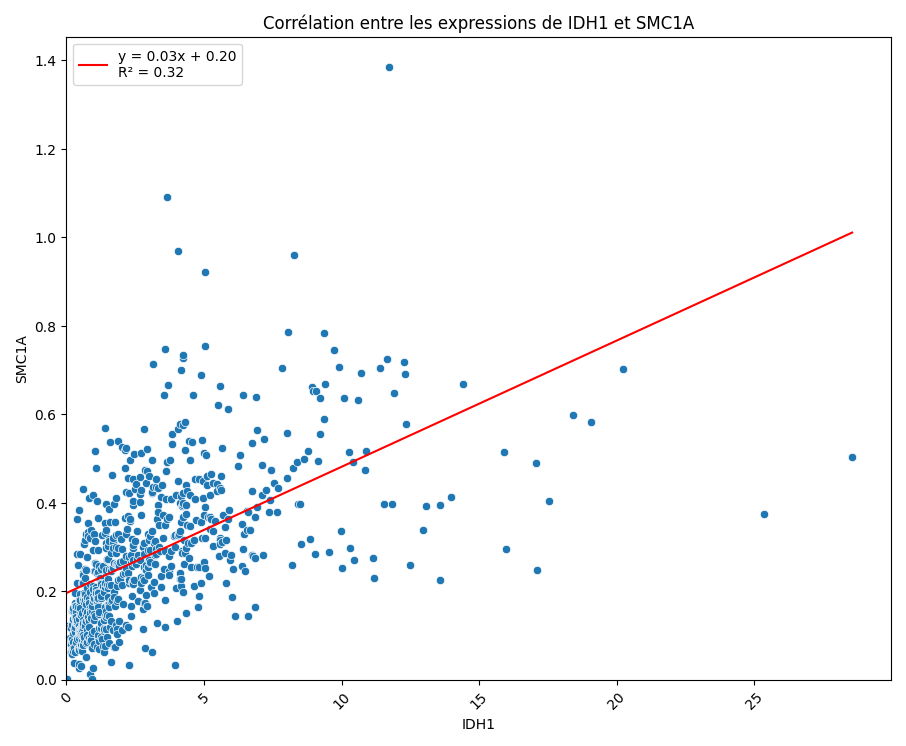 Corrélation entre les expressions de IDH1 et SMC1A
y = 0.03x + 0.20
R² = 0.32
1.4
1.2
1.0
0.8
0.6
0.4
0.2
0.0
SMC1A
0
5
10
15
20
25
IDH1